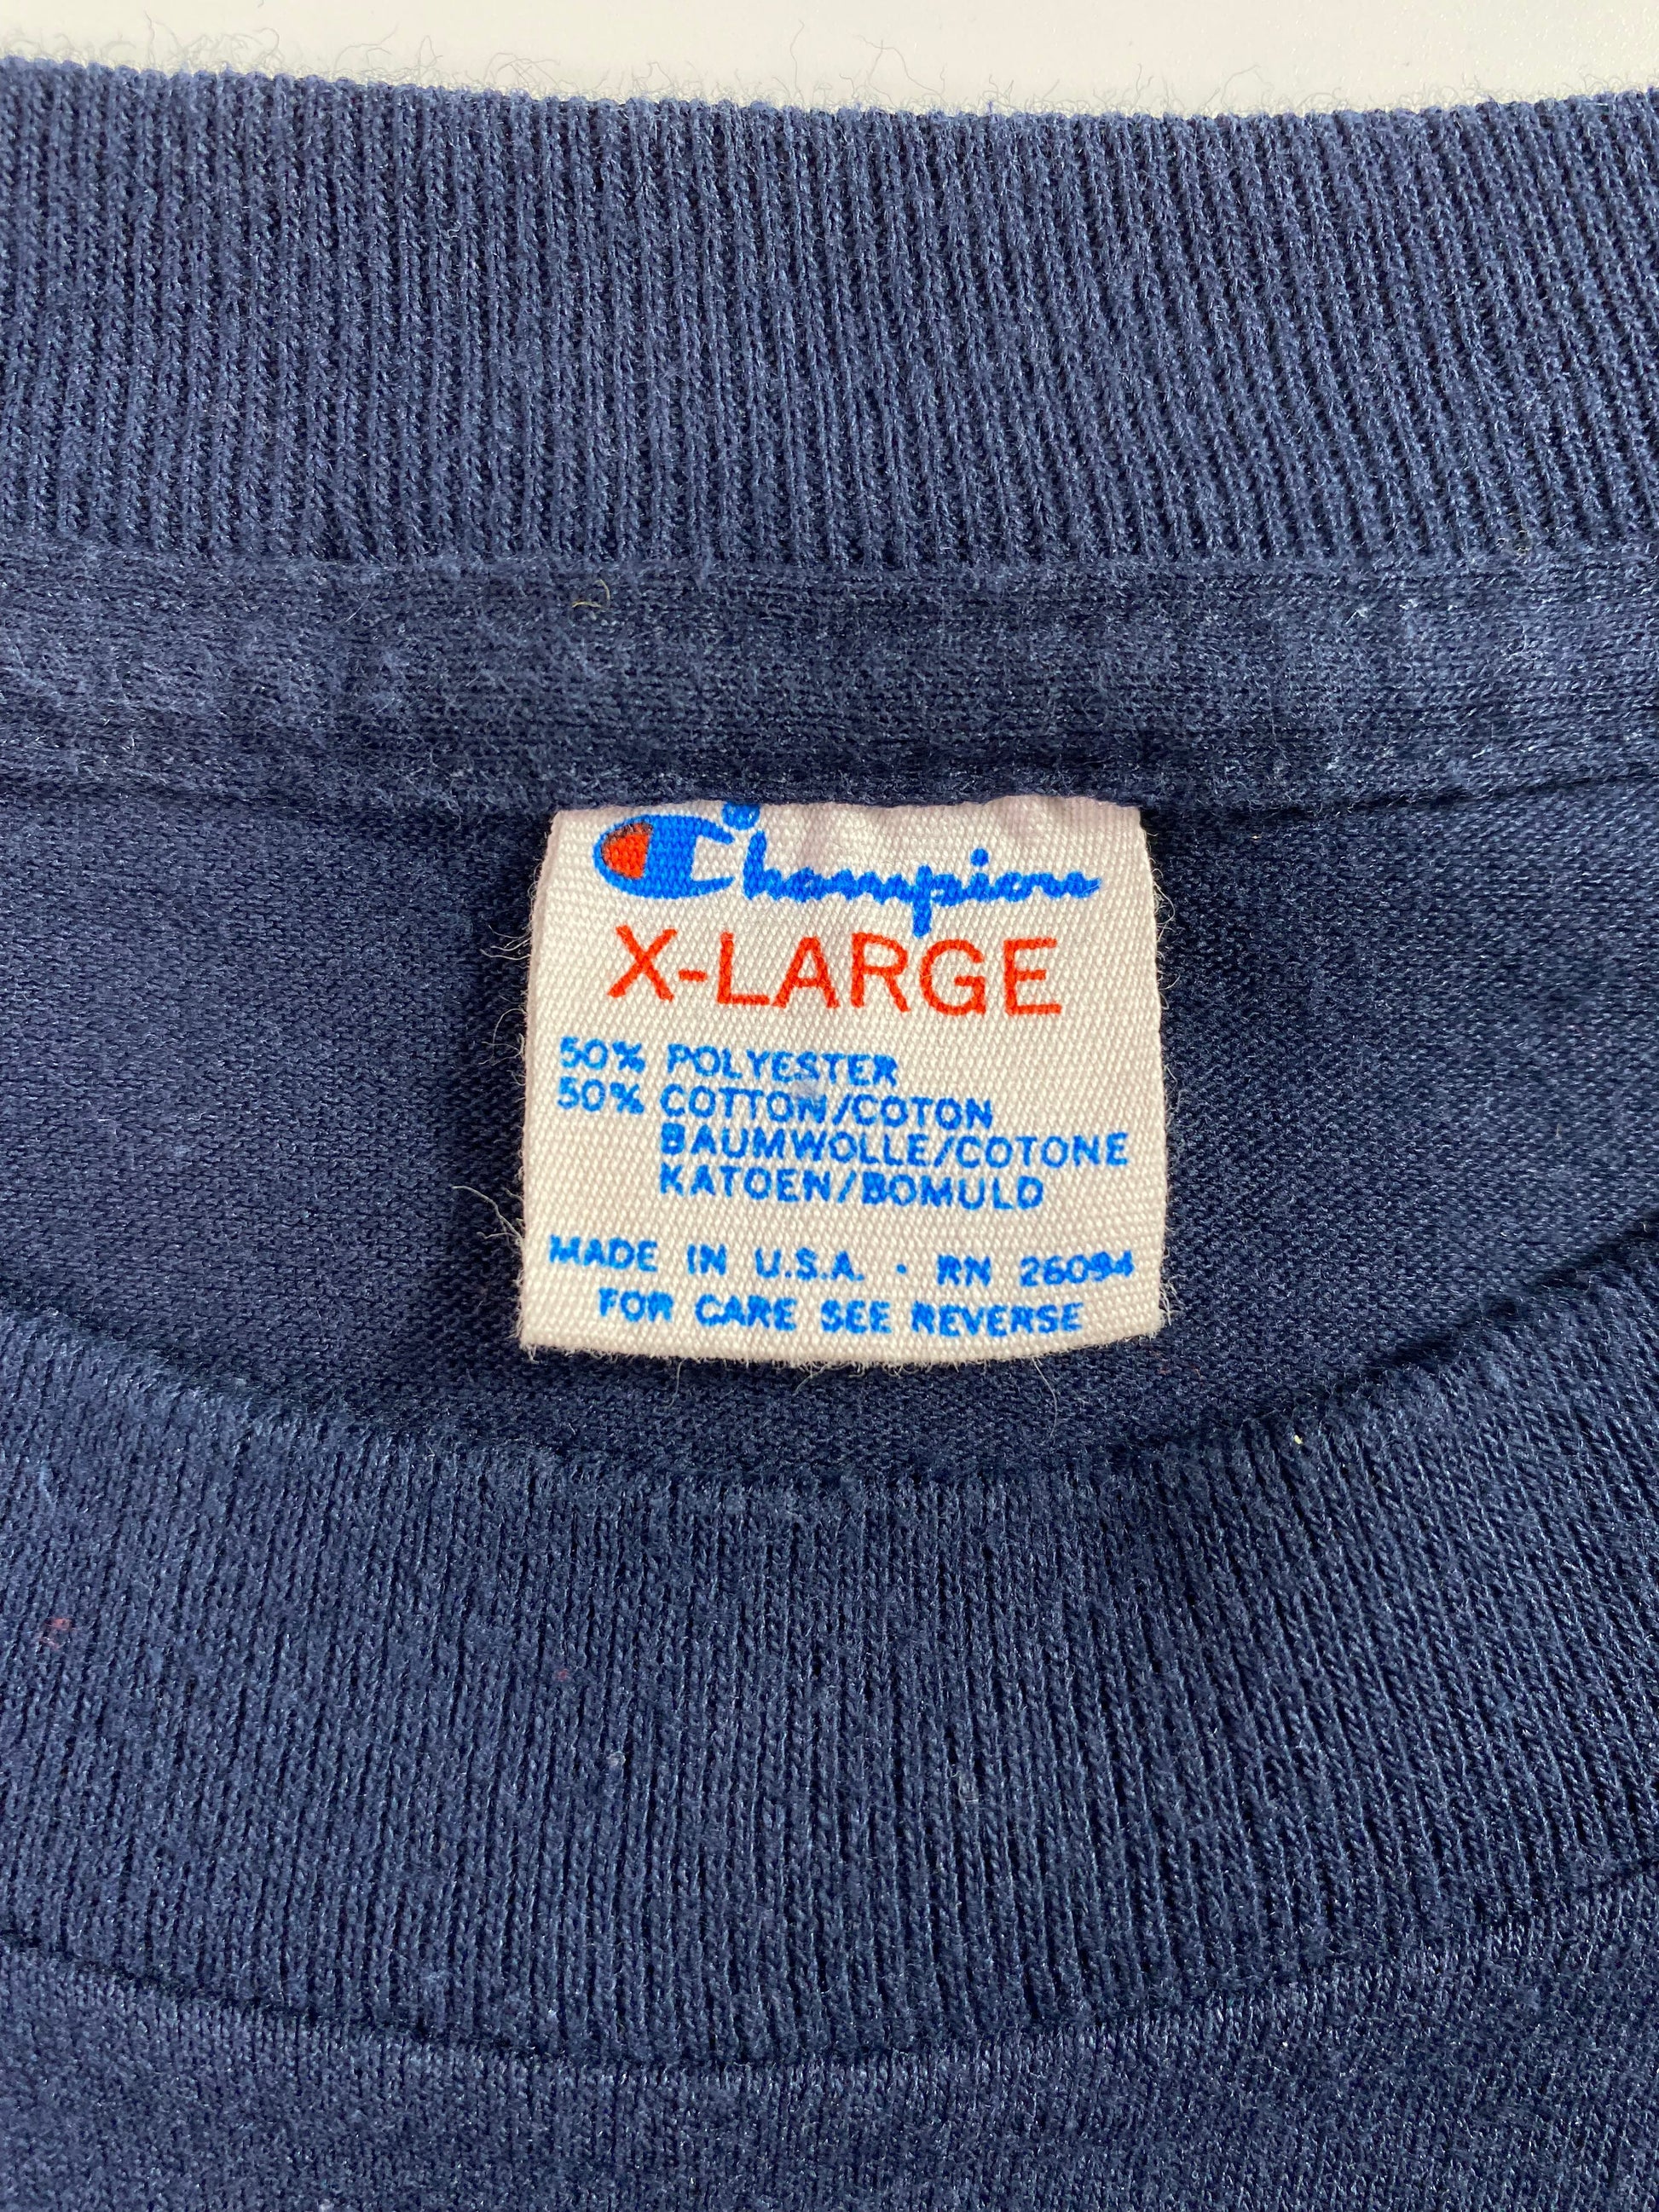 Champion
X-LARGE
50% POLYESTER
50% COTTON/COTON
BAUMWOLLE/COTONE
KATOEN/BOMULD
MADE IN U.S.A. · RN 26094
FOR CARE SEE REVERSE